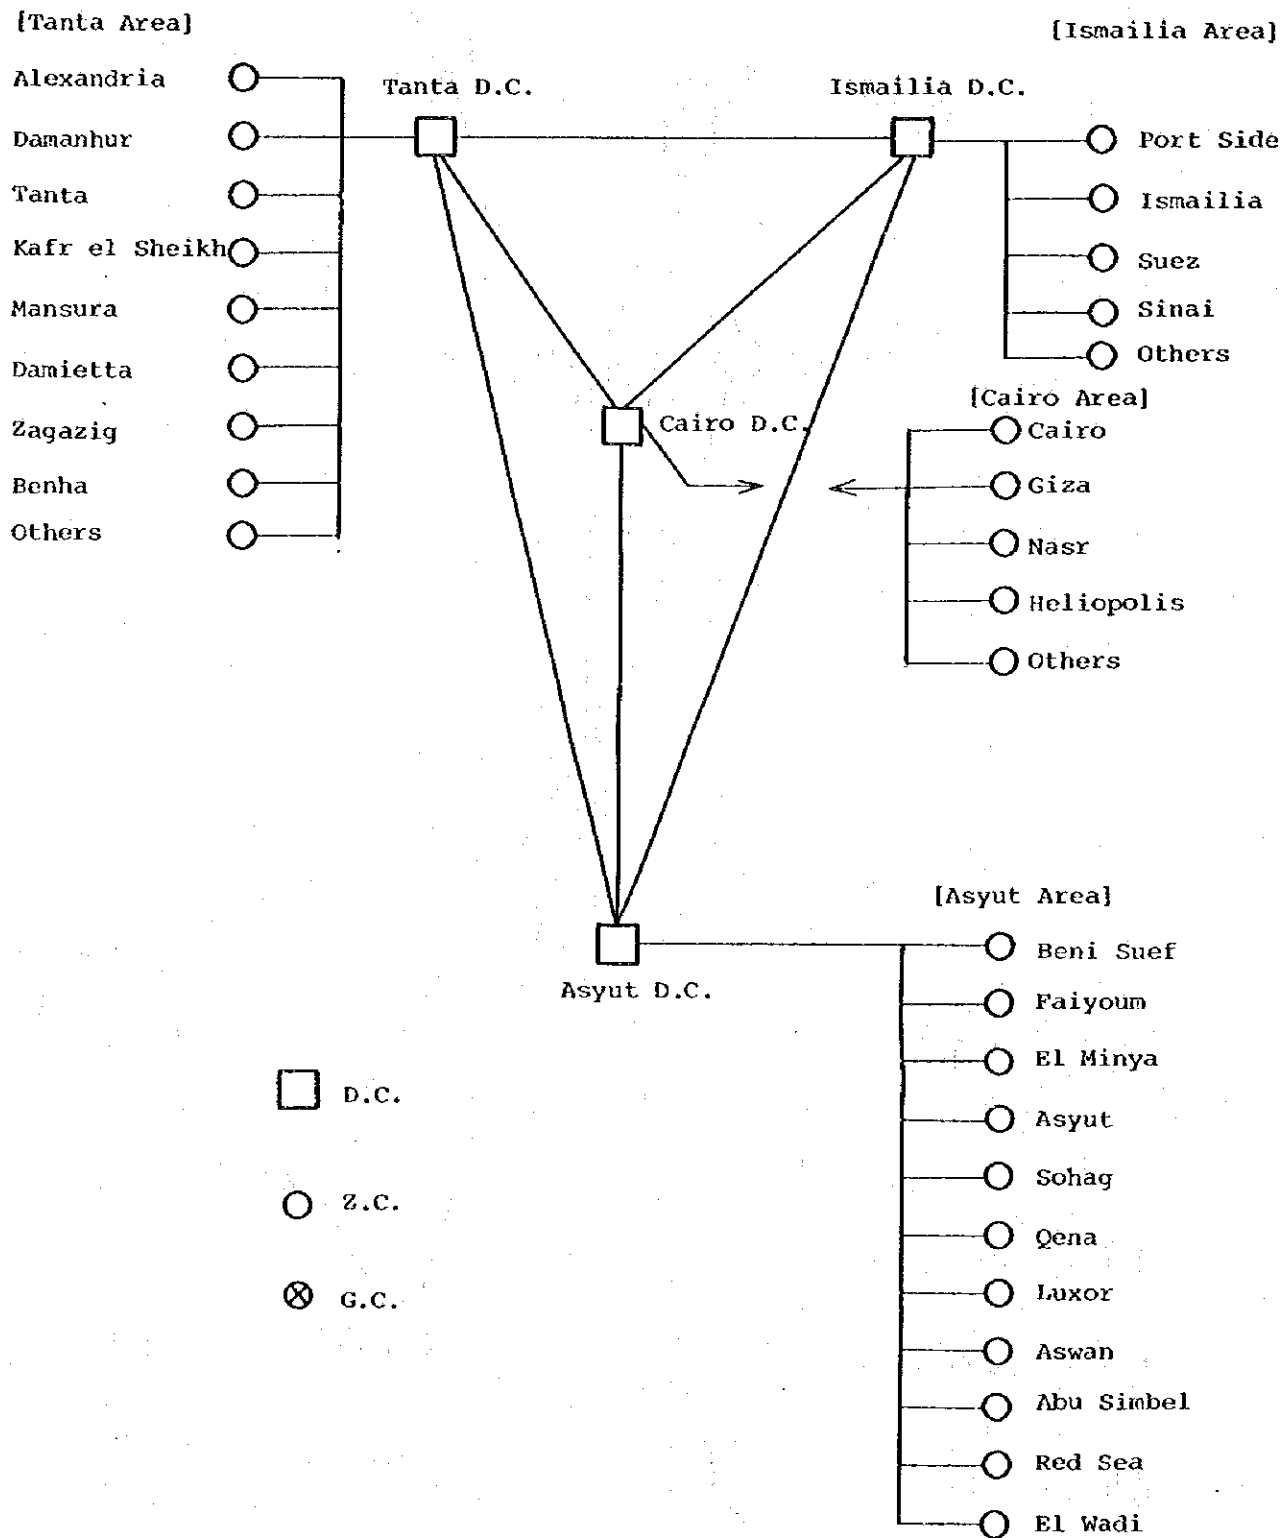 [Tanta Area]
Alexandria
Damanhur
Tanta
Kafr el Sheikh
Mansura
Damietta
Zagazig
Benha
Others
Tanta D.C.
Ismailia D.C.
[Ismailia Area]
Port Side
Ismailia
Suez
Sinai
Others
Cairo D.C.
[Cairo Area]
Cairo
Giza
Nasr
Heliopolis
Others
Asyut D.C.
[Asyut Area]
Beni Suef
Faiyoum
El Minya
Asyut
Sohag
Qena
Luxor
Aswan
Abu Simbel
Red Sea
El Wadi
D.C.
Z.C.
G.C.